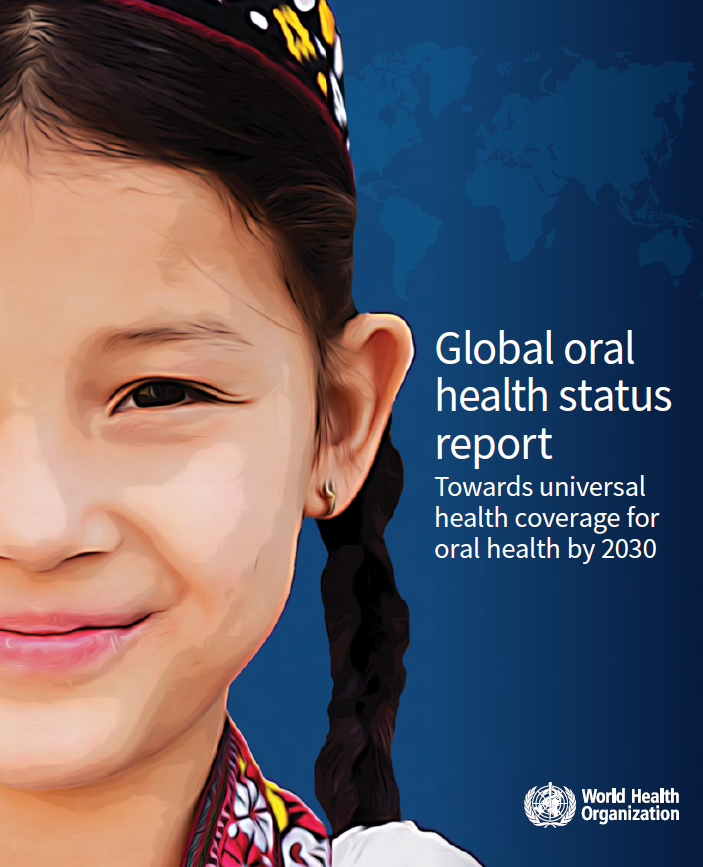 Global oral
health status
report
Towards universal
health coverage for
oral health by 2030
World Health
Organization